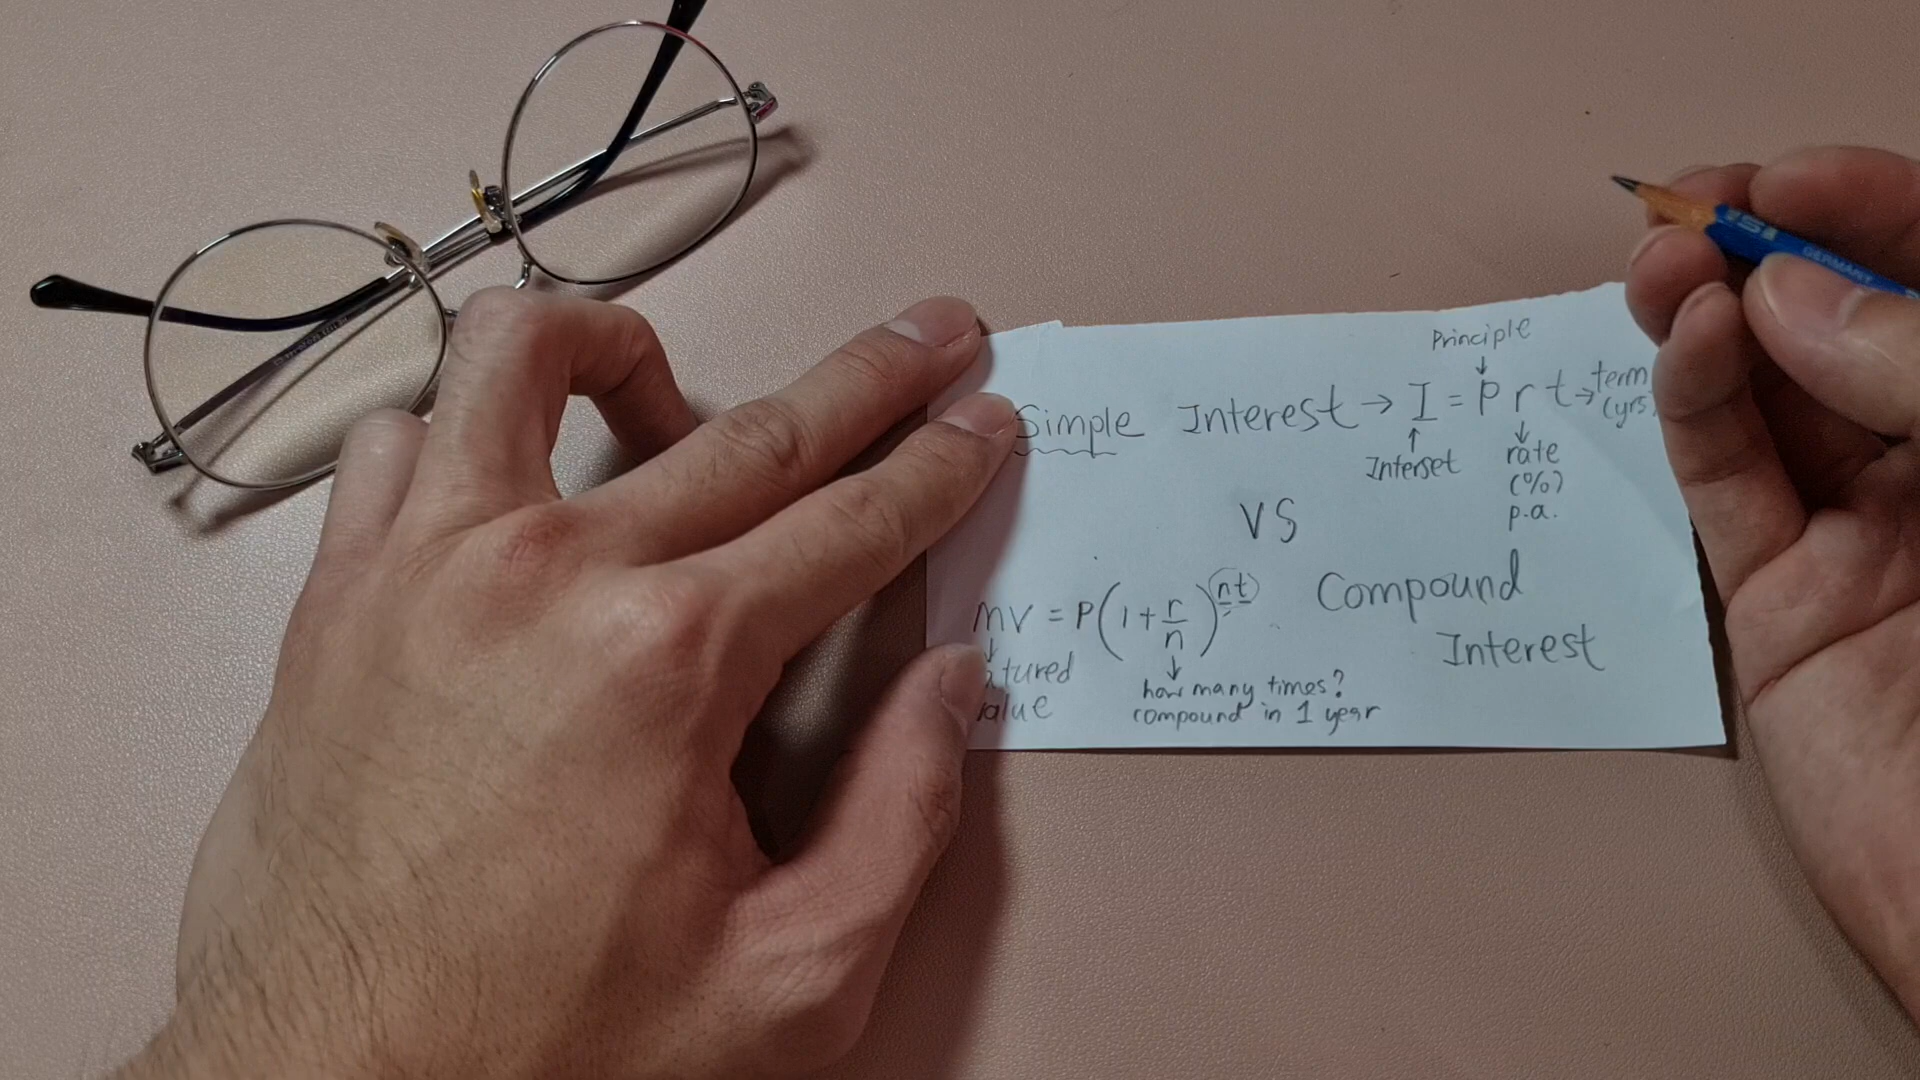 Principle
Simple Interest → I = P r t → term
(yrs)
Interset
rate
(%)
p.a.
VS
MV = P(1 + r/n)^(nt)
Compound
Interest
tured
alue
how many times?
compound in 1 year
GERMANY